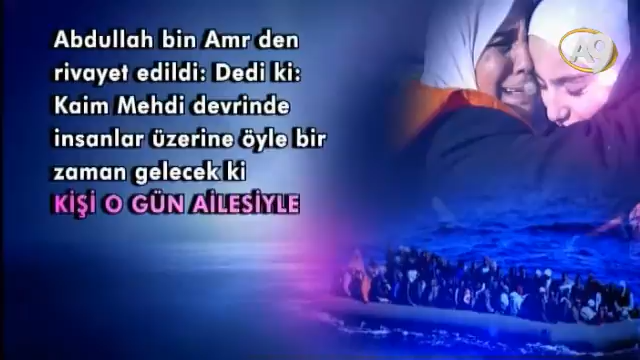 A9
Abdullah bin Amr den
rivayet edildi: Dedi ki:
Kaim Mehdi devrinde
insanlar üzerine öyle bir
zaman gelecek ki
KİŞİ O GÜN AİLESİYLE